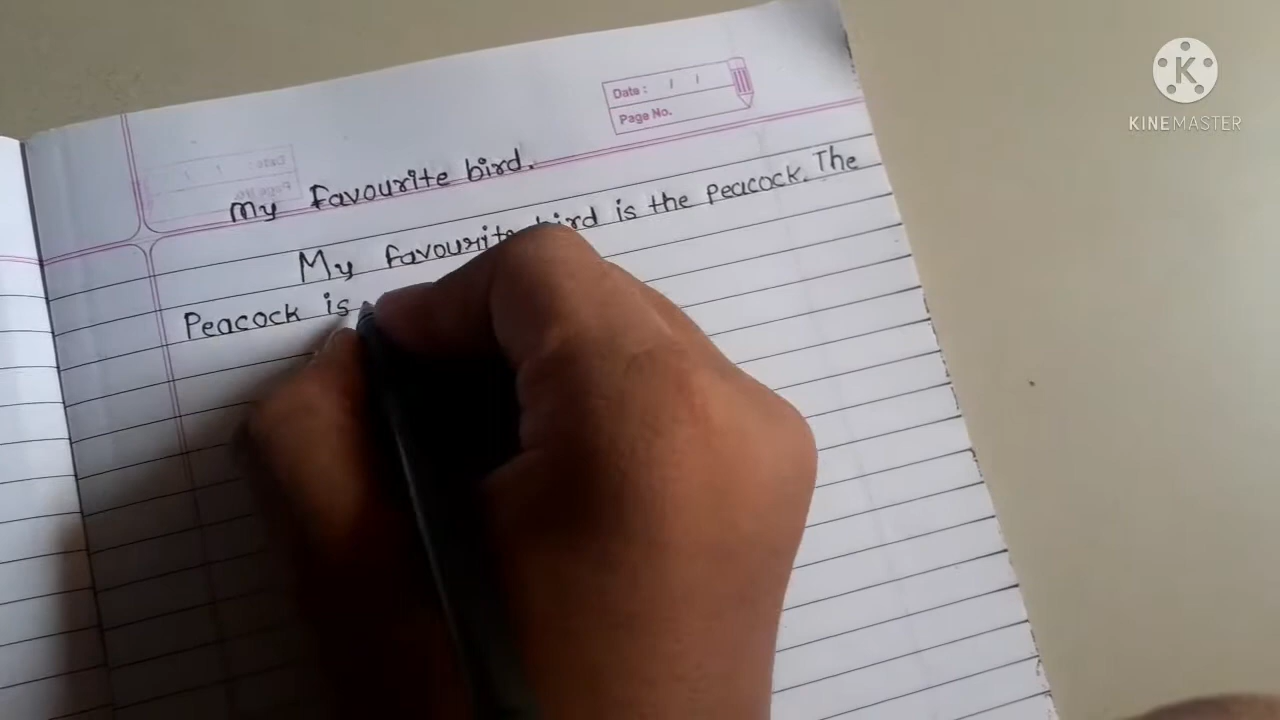 KINEMASTER
Date : / /
Page No.
My Favourite bird.
My favourite bird is the Peacock. The
Peacock is